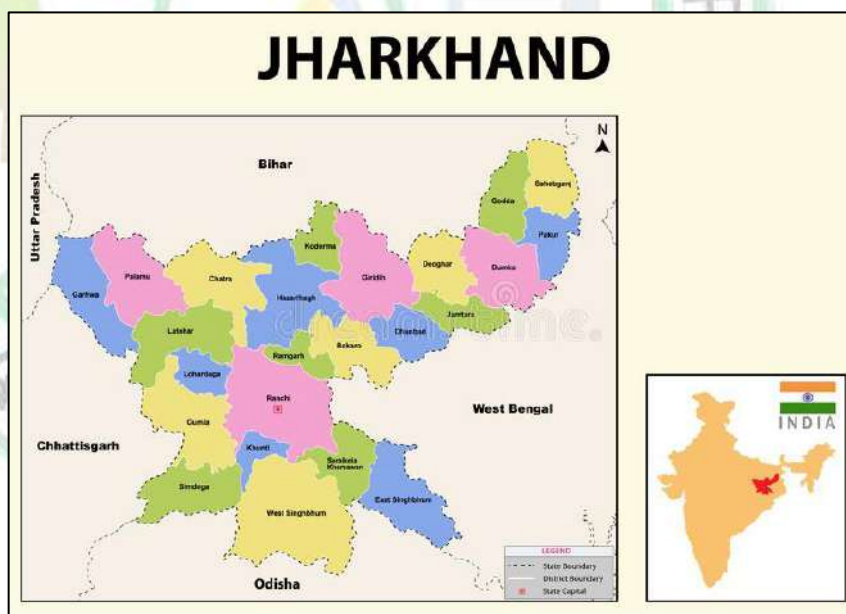 JHARKHAND
N
Bihar
Uttar Pradesh
Sahebganj
Godda
Pakur
Koderma
Deoghar
Dumka
Giridih
Palamu
Chatra
Garhwa
Hazaribagh
Jamtara
Latehar
Dhanbad
Bokaro
Ramgarh
Lohardaga
Ranchi
West Bengal
Gumla
Chhattisgarh
Khunti
Saraikela
Kharsawan
Simdega
East Singhbhum
West Singhbhum
Odisha
LEGEND
State Boundary
District Boundary
State Capital
INDIA
dreamstime.